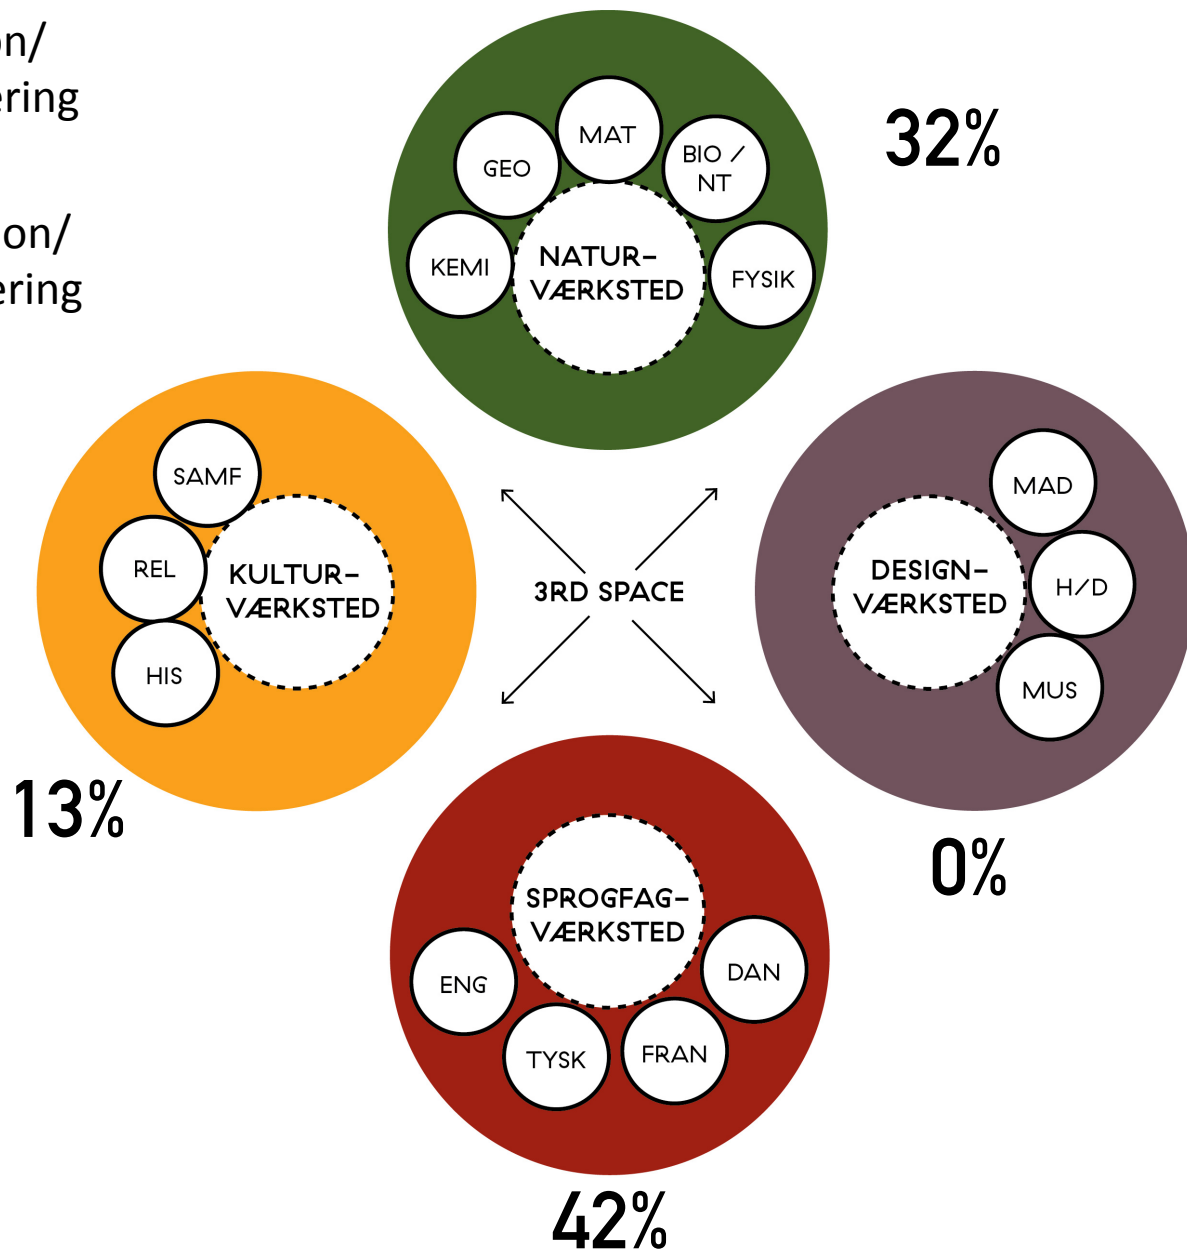 on/
ering
on/
ering
32%
MAT
GEO
BIO /
NT
KEMI
NATUR-
VÆRKSTED
FYSIK
SAMF
REL
HIS
KULTUR-
VÆRKSTED
13%
3RD SPACE
DESIGN-
VÆRKSTED
MAD
H/D
MUS
0%
SPROGFAG-
VÆRKSTED
ENG
TYSK
FRAN
DAN
42%